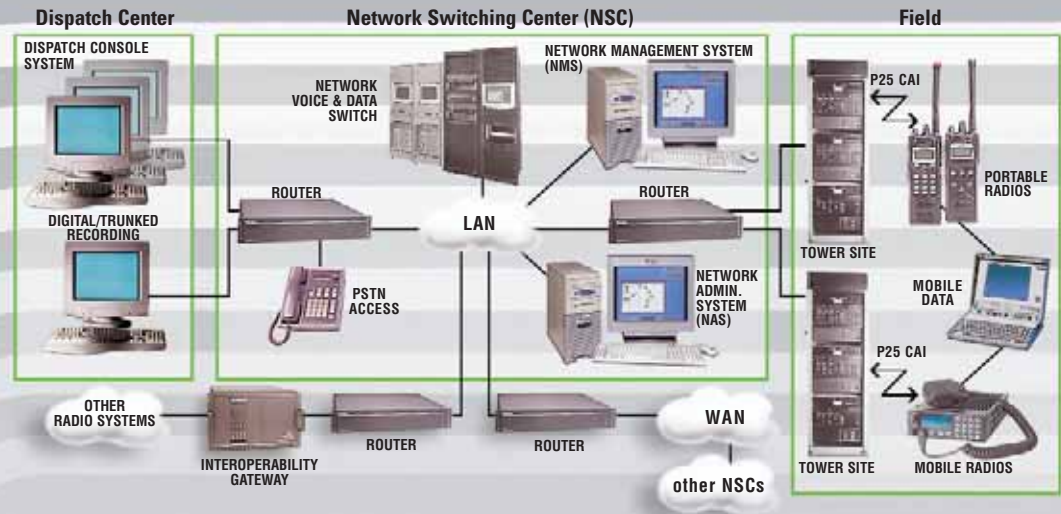 Dispatch Center
Network Switching Center (NSC)
Field
DISPATCH CONSOLE
SYSTEM
NETWORK
VOICE & DATA
SWITCH
NETWORK MANAGEMENT SYSTEM
(NMS)
P25 CAI
PORTABLE
RADIOS
ROUTER
LAN
ROUTER
TOWER SITE
DIGITAL/TRUNKED
RECORDING
PSTN
ACCESS
NETWORK
ADMIN.
SYSTEM
(NAS)
MOBILE
DATA
P25 CAI
OTHER
RADIO SYSTEMS
INTEROPERABILITY
GATEWAY
ROUTER
ROUTER
WAN
other NSCs
TOWER SITE
MOBILE RADIOS